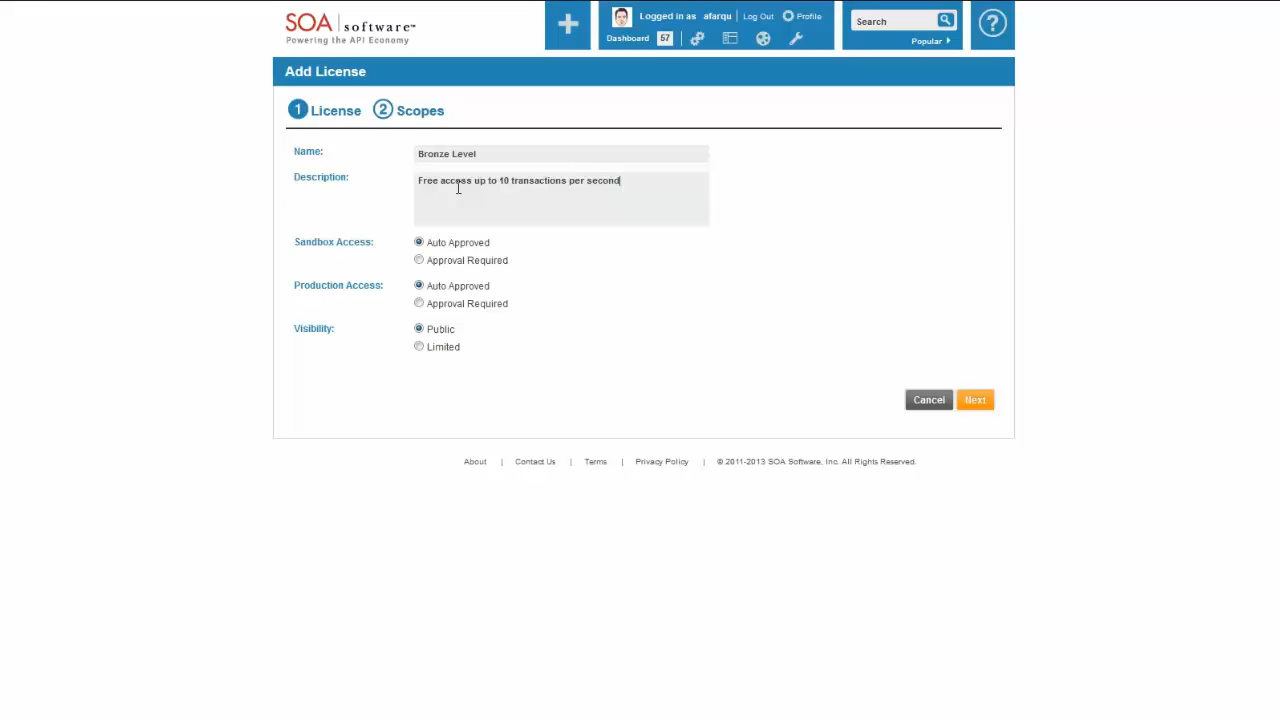 SOA software™
Powering the API Economy
Logged in as afarqu Log Out Profile
Dashboard 57
Search
Popular
?
Add License
1 License 2 Scopes
Name: Bronze Level
Description: Free access up to 10 transactions per second
Sandbox Access: Auto Approved
Approval Required
Production Access: Auto Approved
Approval Required
Visibility: Public
Limited
Cancel Next
About | Contact Us | Terms | Privacy Policy | © 2011-2013 SOA Software, Inc. All Rights Reserved.